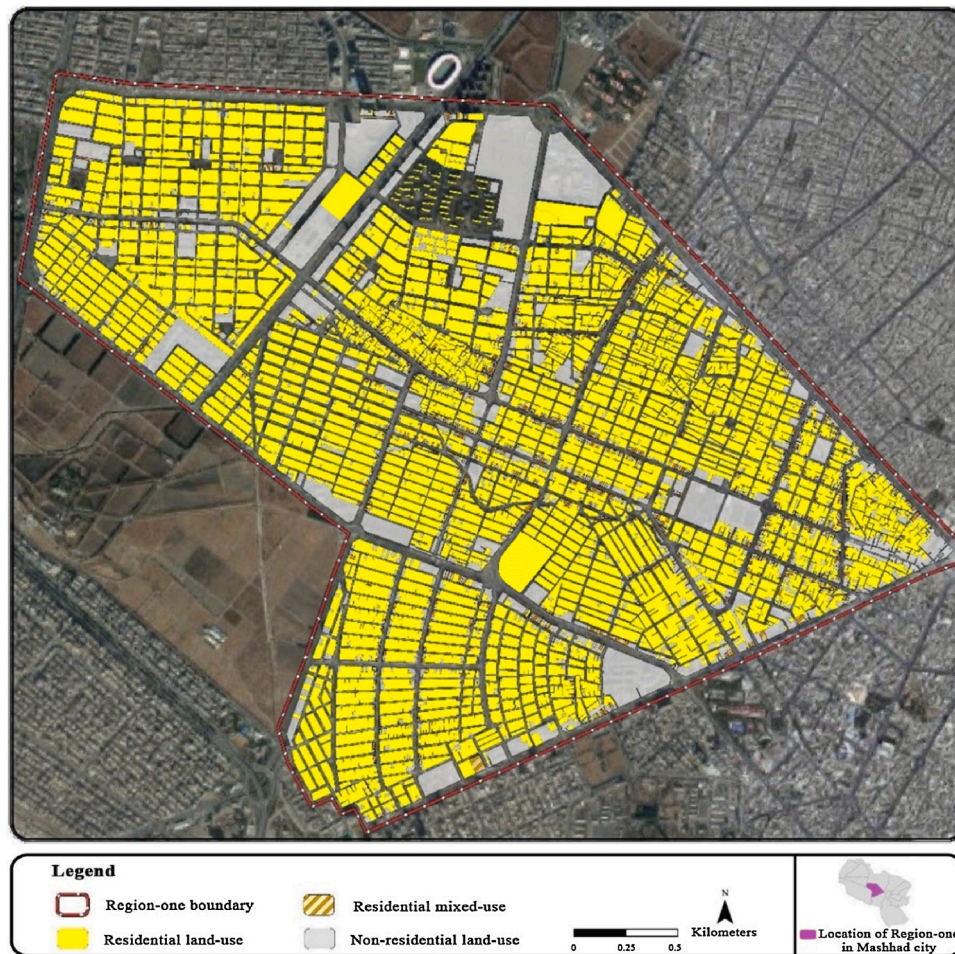 Legend
Region-one boundary
Residential mixed-use
Residential land-use
Non-residential land-use
N
0 0.25 0.5 Kilometers
Location of Region-one
in Mashhad city